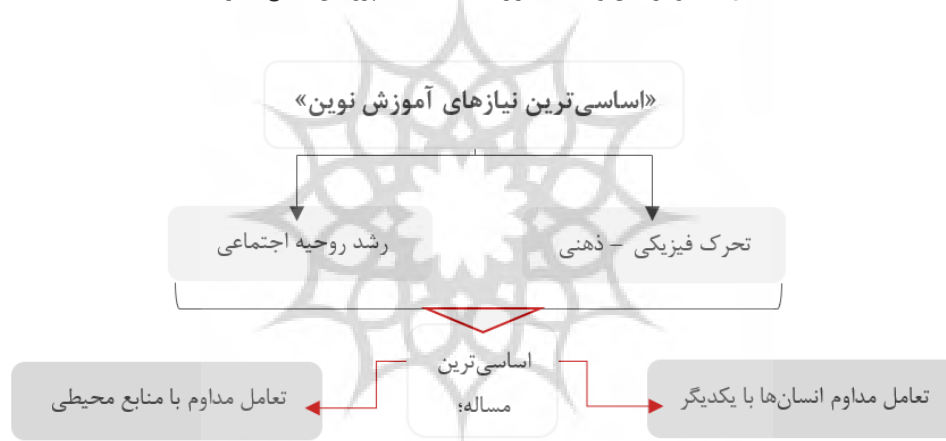 «اساسی‌ترین نیازهای آموزش نوین»
تحرک فیزیکی – ذهنی
رشد روحیه اجتماعی
اساسی‌ترین
مساله؛
تعامل مداوم انسان‌ها با یکدیگر
تعامل مداوم با منابع محیطی